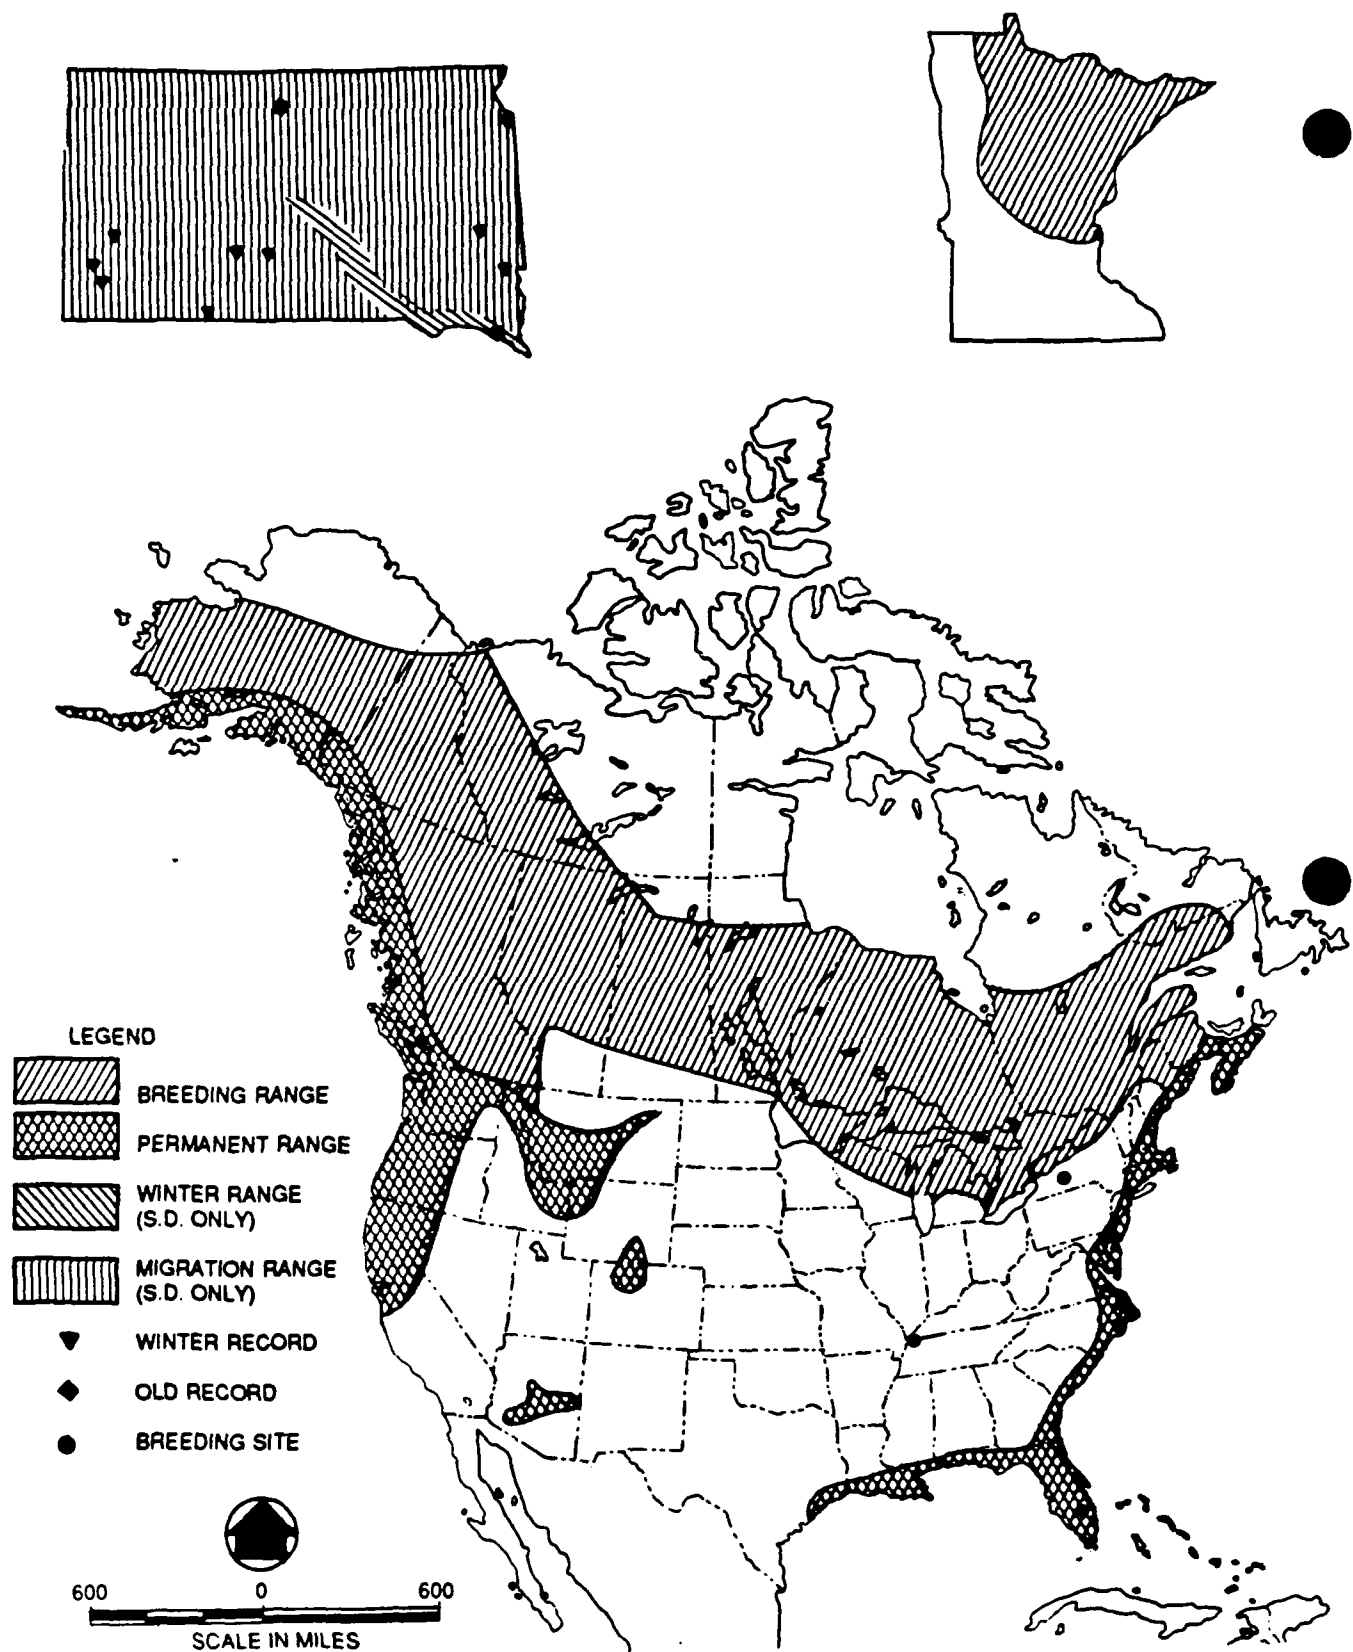 LEGEND
BREEDING RANGE
PERMANENT RANGE
WINTER RANGE
(S.D. ONLY)
MIGRATION RANGE
(S.D. ONLY)
WINTER RECORD
OLD RECORD
BREEDING SITE
600 0 600
SCALE IN MILES